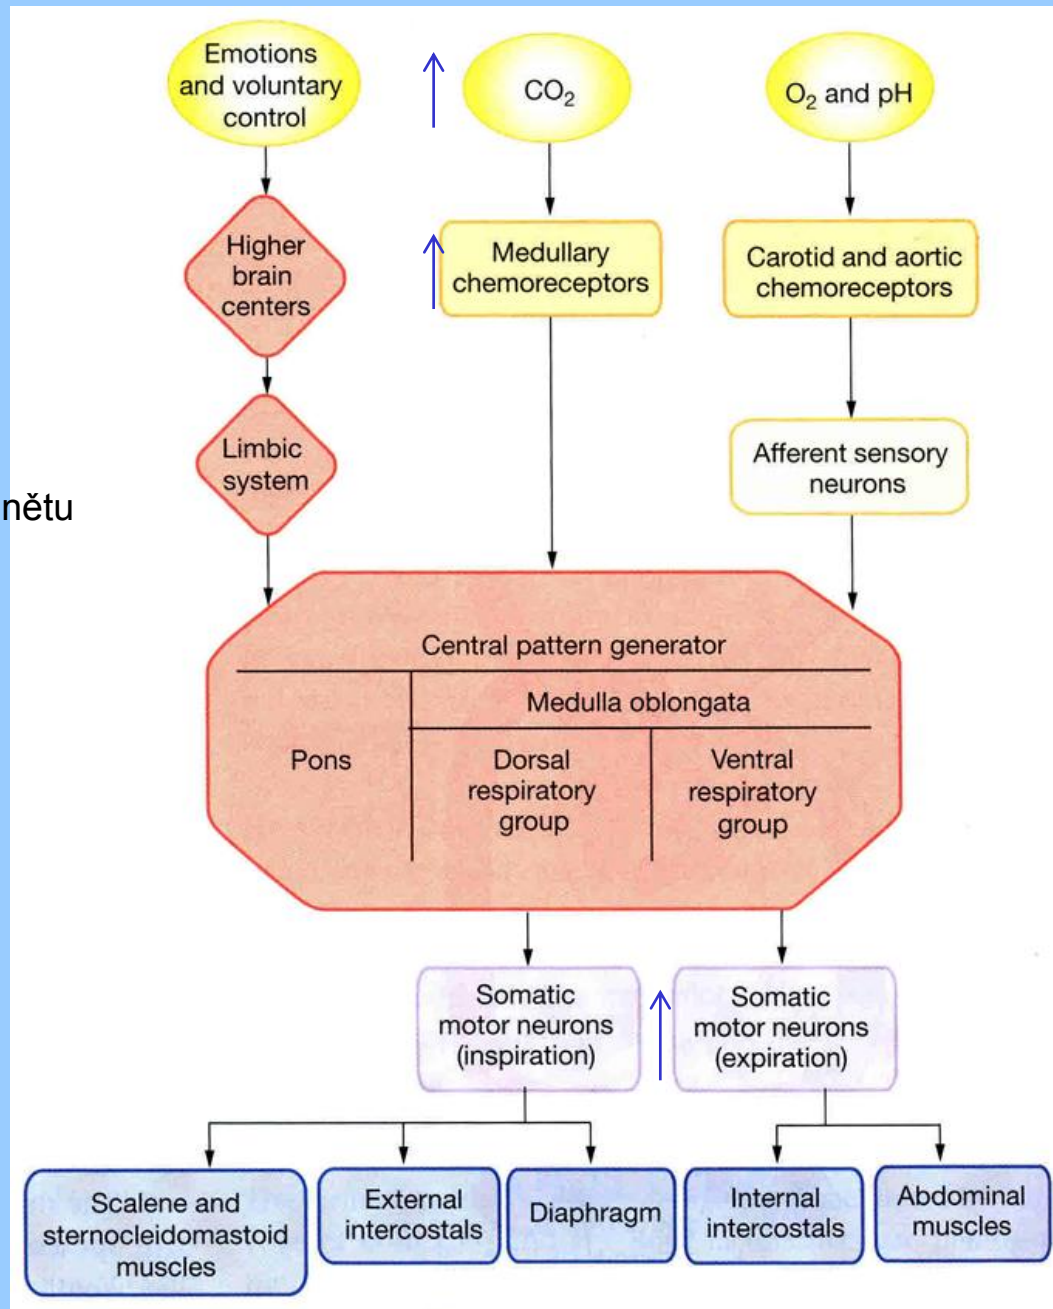 Emotions
and voluntary
control
CO₂
O₂ and pH
Higher
brain
centers
Medullary
chemoreceptors
Carotid and aortic
chemoreceptors
Limbic
system
Afferent sensory
neurons
nětu
Central pattern generator
Medulla oblongata
Pons
Dorsal
respiratory
group
Ventral
respiratory
group
Somatic
motor neurons
(inspiration)
Somatic
motor neurons
(expiration)
Scalene and
sternocleidomastoid
muscles
External
intercostals
Diaphragm
Internal
intercostals
Abdominal
muscles